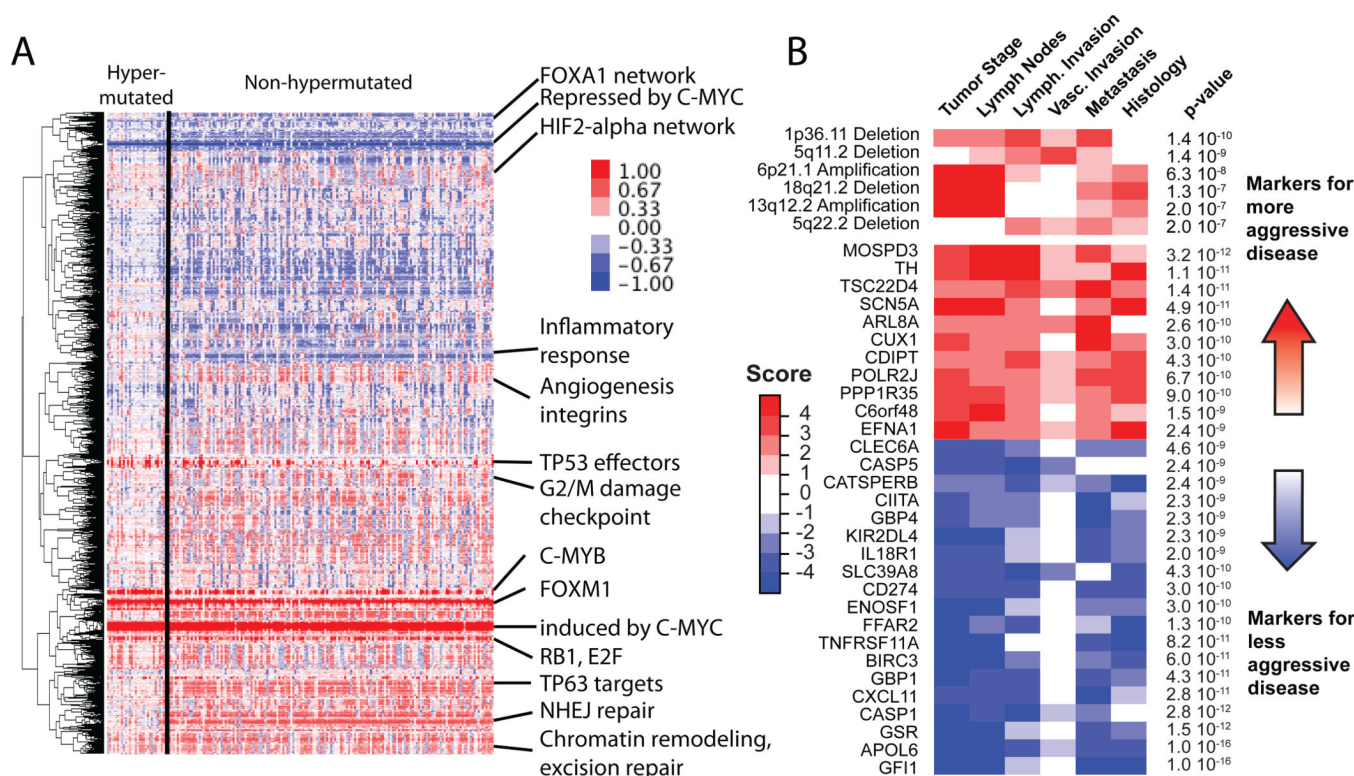 A
Hyper-
mutated
Non-hypermutated
FOXA1 network
Repressed by C-MYC
HIF2-alpha network
1.00
0.67
0.33
0.00
−0.33
−0.67
−1.00
Inflammatory
response
Angiogenesis
integrins
TP53 effectors
G2/M damage
checkpoint
C-MYB
FOXM1
induced by C-MYC
RB1, E2F
TP63 targets
NHEJ repair
Chromatin remodeling,
excision repair
B
Tumor Stage
Lymph Nodes
Lymph. Invasion
Vasc. Invasion
Metastasis
Histology
p-value
1p36.11 Deletion 1.4 10-10
5q11.2 Deletion 1.4 10-9
6p21.1 Amplification 6.3 10-8
18q21.2 Deletion 1.3 10-7
13q12.2 Amplification 2.0 10-7
5q22.2 Deletion 2.0 10-7
MOSPD3 3.2 10-12
TH 1.1 10-11
TSC22D4 1.4 10-11
SCN5A 4.9 10-11
ARL8A 2.6 10-10
CUX1 3.0 10-10
CDIPT 4.3 10-10
POLR2J 6.7 10-10
PPP1R35 9.0 10-10
C6orf48 1.5 10-9
EFNA1 2.4 10-9
CLEC6A 4.6 10-9
CASP5 2.4 10-9
CATSPERB 2.4 10-9
CIITA 2.3 10-9
GBP4 2.3 10-9
KIR2DL4 2.3 10-9
IL18R1 2.0 10-9
SLC39A8 4.3 10-10
CD274 3.0 10-10
ENOSF1 3.0 10-10
FFAR2 1.3 10-10
TNFRSF11A 8.2 10-11
BIRC3 6.0 10-11
GBP1 4.3 10-11
CXCL11 2.8 10-11
CASP1 2.8 10-12
GSR 1.5 10-12
APOL6 1.0 10-16
GFI1 1.0 10-16
Score
4
3
2
1
0
-1
-2
-3
-4
Markers for
more
aggressive
disease
Markers for
less
aggressive
disease